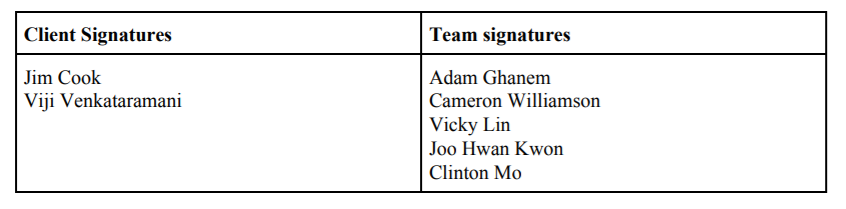 Client Signatures
Team signatures
Jim Cook
Viji Venkataramani
Adam Ghanem
Cameron Williamson
Vicky Lin
Joo Hwan Kwon
Clinton Mo